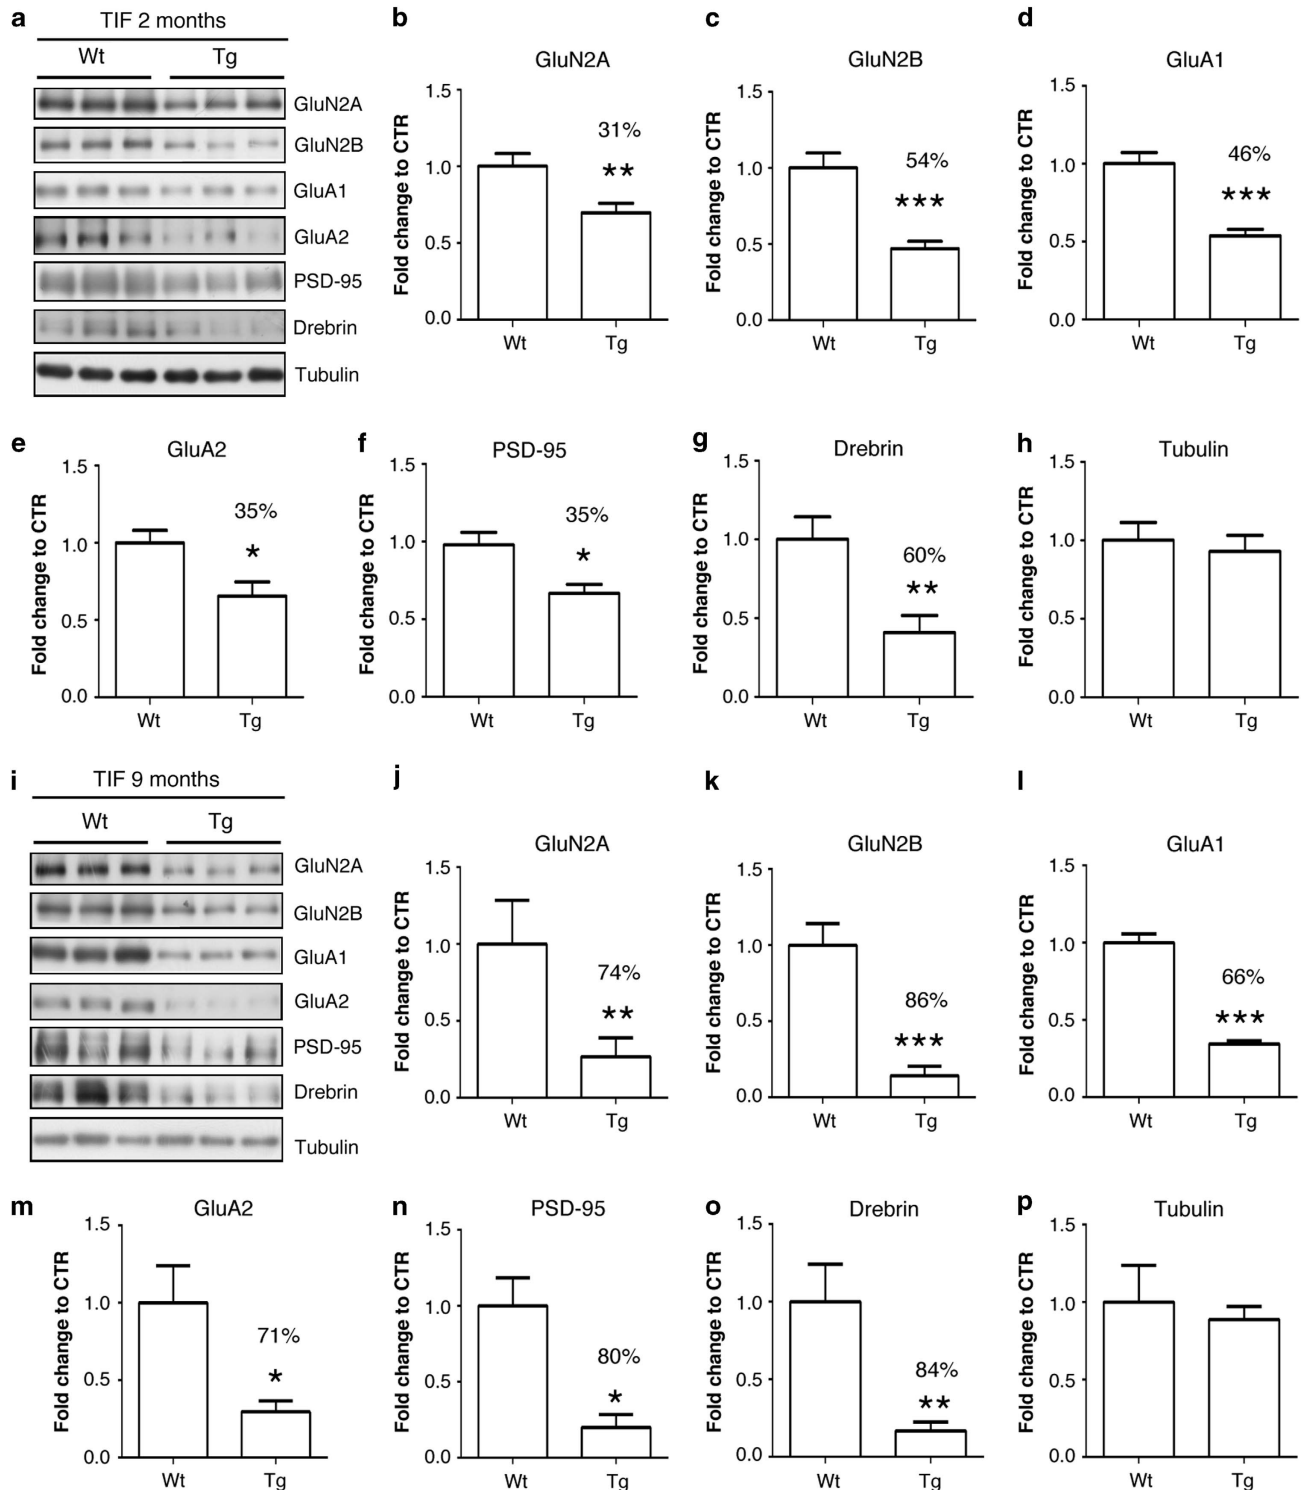 a
TIF 2 months
Wt Tg
GluN2A
GluN2B
GluA1
GluA2
PSD-95
Drebrin
Tubulin
b
GluN2A
Fold change to CTR
1.5
1.0
0.5
0.0
31%
**
Wt Tg
c
GluN2B
Fold change to CTR
1.5
1.0
0.5
0.0
54%
***
Wt Tg
d
GluA1
Fold change to CTR
1.5
1.0
0.5
0.0
46%
***
Wt Tg
e
GluA2
Fold change to CTR
1.5
1.0
0.5
0.0
35%
*
Wt Tg
f
PSD-95
Fold change to CTR
1.5
1.0
0.5
0.0
35%
*
Wt Tg
g
Drebrin
Fold change to CTR
1.5
1.0
0.5
0.0
60%
**
Wt Tg
h
Tubulin
Fold change to CTR
1.5
1.0
0.5
0.0
Wt Tg
i
TIF 9 months
Wt Tg
GluN2A
GluN2B
GluA1
GluA2
PSD-95
Drebrin
Tubulin
j
GluN2A
Fold change to CTR
1.5
1.0
0.5
0.0
74%
**
Wt Tg
k
GluN2B
Fold change to CTR
1.5
1.0
0.5
0.0
86%
***
Wt Tg
l
GluA1
Fold change to CTR
1.5
1.0
0.5
0.0
66%
***
Wt Tg
m
GluA2
Fold change to CTR
1.5
1.0
0.5
0.0
71%
*
Wt Tg
n
PSD-95
Fold change to CTR
1.5
1.0
0.5
0.0
80%
*
Wt Tg
o
Drebrin
Fold change to CTR
1.5
1.0
0.5
0.0
84%
**
Wt Tg
p
Tubulin
Fold change to CTR
1.5
1.0
0.5
0.0
Wt Tg